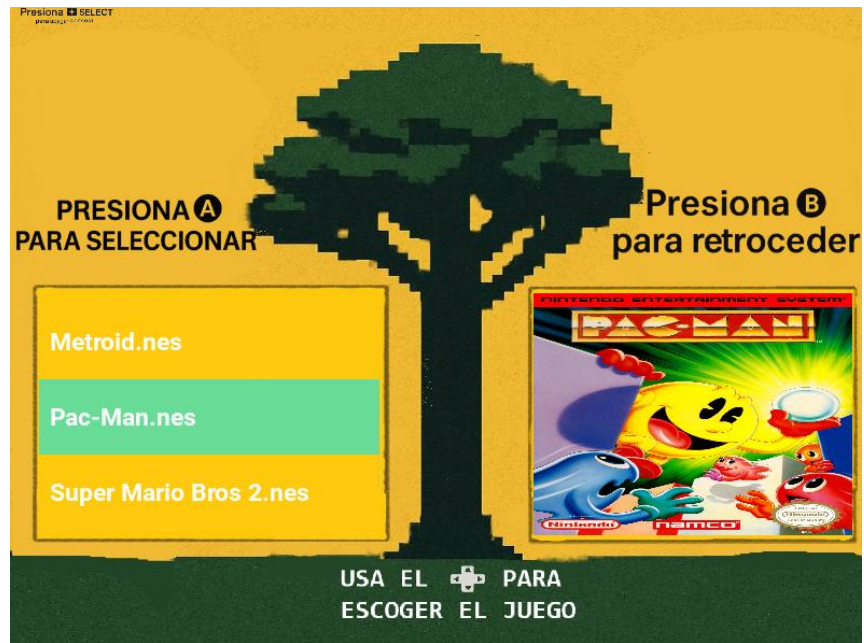 Presiona SELECT
PRESIONA A
PARA SELECCIONAR
Presiona B
para retroceder
Metroid.nes
Pac-Man.nes
Super Mario Bros 2.nes
NINTENDO ENTERTAINMENT SYSTEM
PAC-MAN
Nintendo
namco
USA EL PARA
ESCOGER EL JUEGO